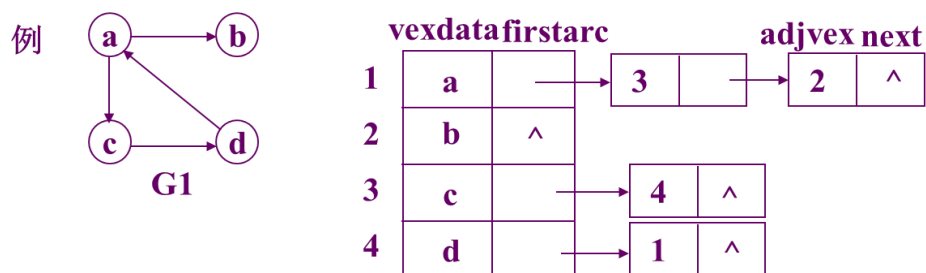 例
a b
c d
G1
vexdata firstarc adjvex next
1 a 3 2 ^
2 b ^
3 c 4 ^
4 d 1 ^